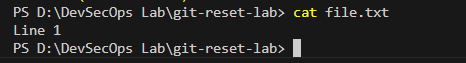 PS D:\DevSecOps Lab\git-reset-lab> cat file.txt
Line 1
PS D:\DevSecOps Lab\git-reset-lab>